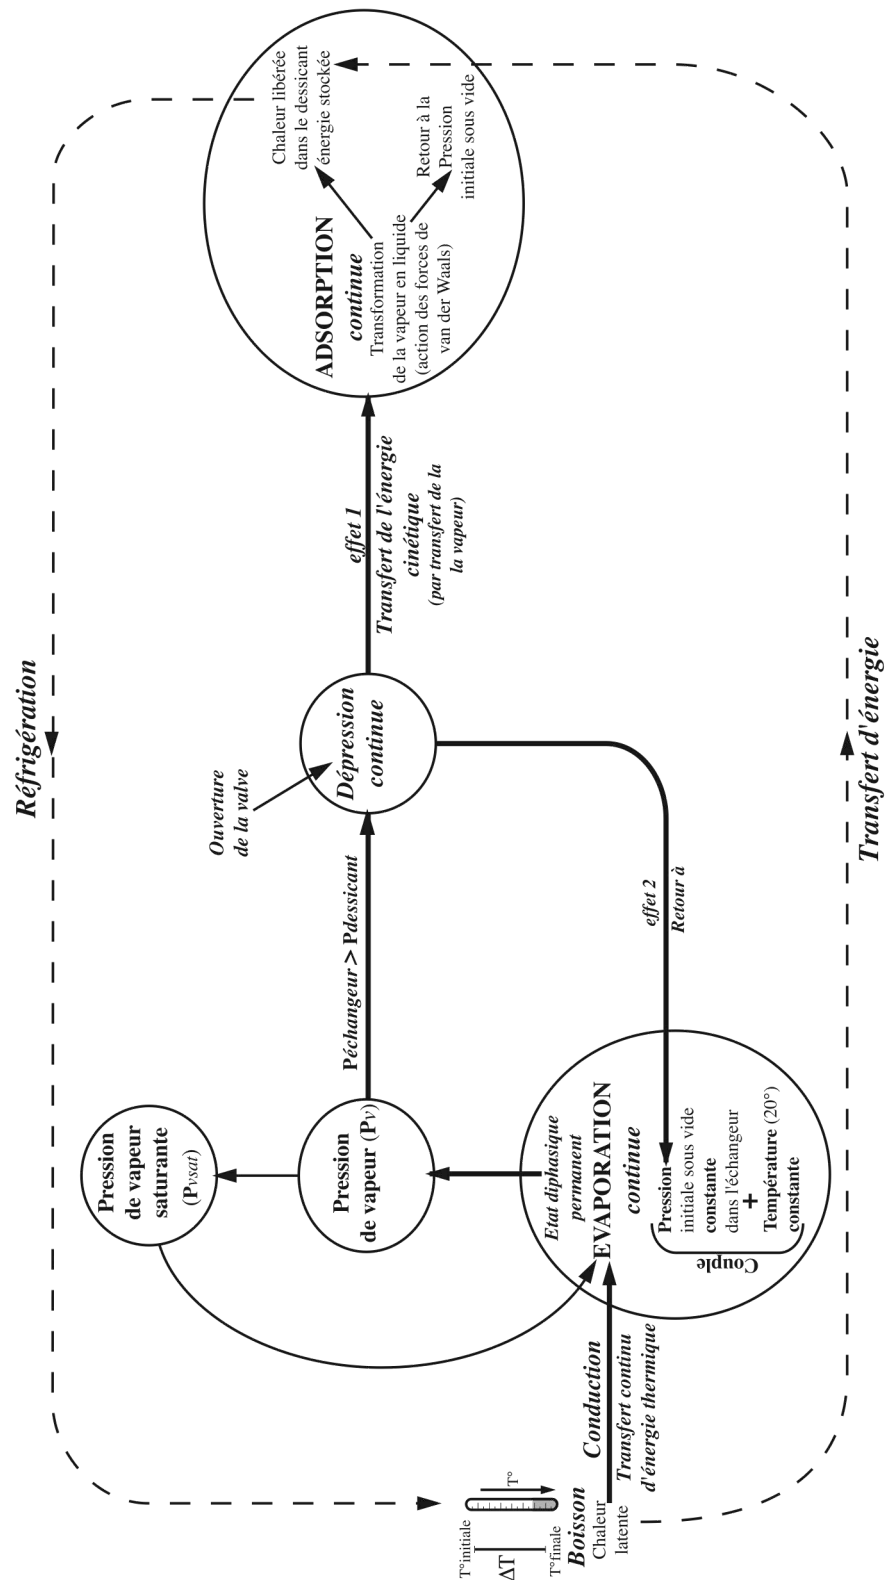 Réfrigération
T°initiale
ΔT
T°finale
T°
Boisson
Chaleur
latente
Conduction
Transfert continu
d'énergie thermique
Pression
de vapeur
saturante
(Pvsat)
Pression
de vapeur (Pv)
Etat diphasique
permanent
EVAPORATION
continue
Pression
initiale sous vide
constante
dans l'échangeur
+
Température (20°)
constante
Couple
Péchangeur > Pdessicant
Ouverture
de la valve
Dépression
continue
effet 2
Retour à
effet 1
Transfert de l'énergie
cinétique
(par transfert de la
la vapeur)
ADSORPTION
continue
Transformation
de la vapeur en liquide
(action des forces de
van der Waals)
Chaleur libérée
dans le dessicant
énergie stockée
Retour à la
Pression
initiale sous vide
Transfert d'énergie